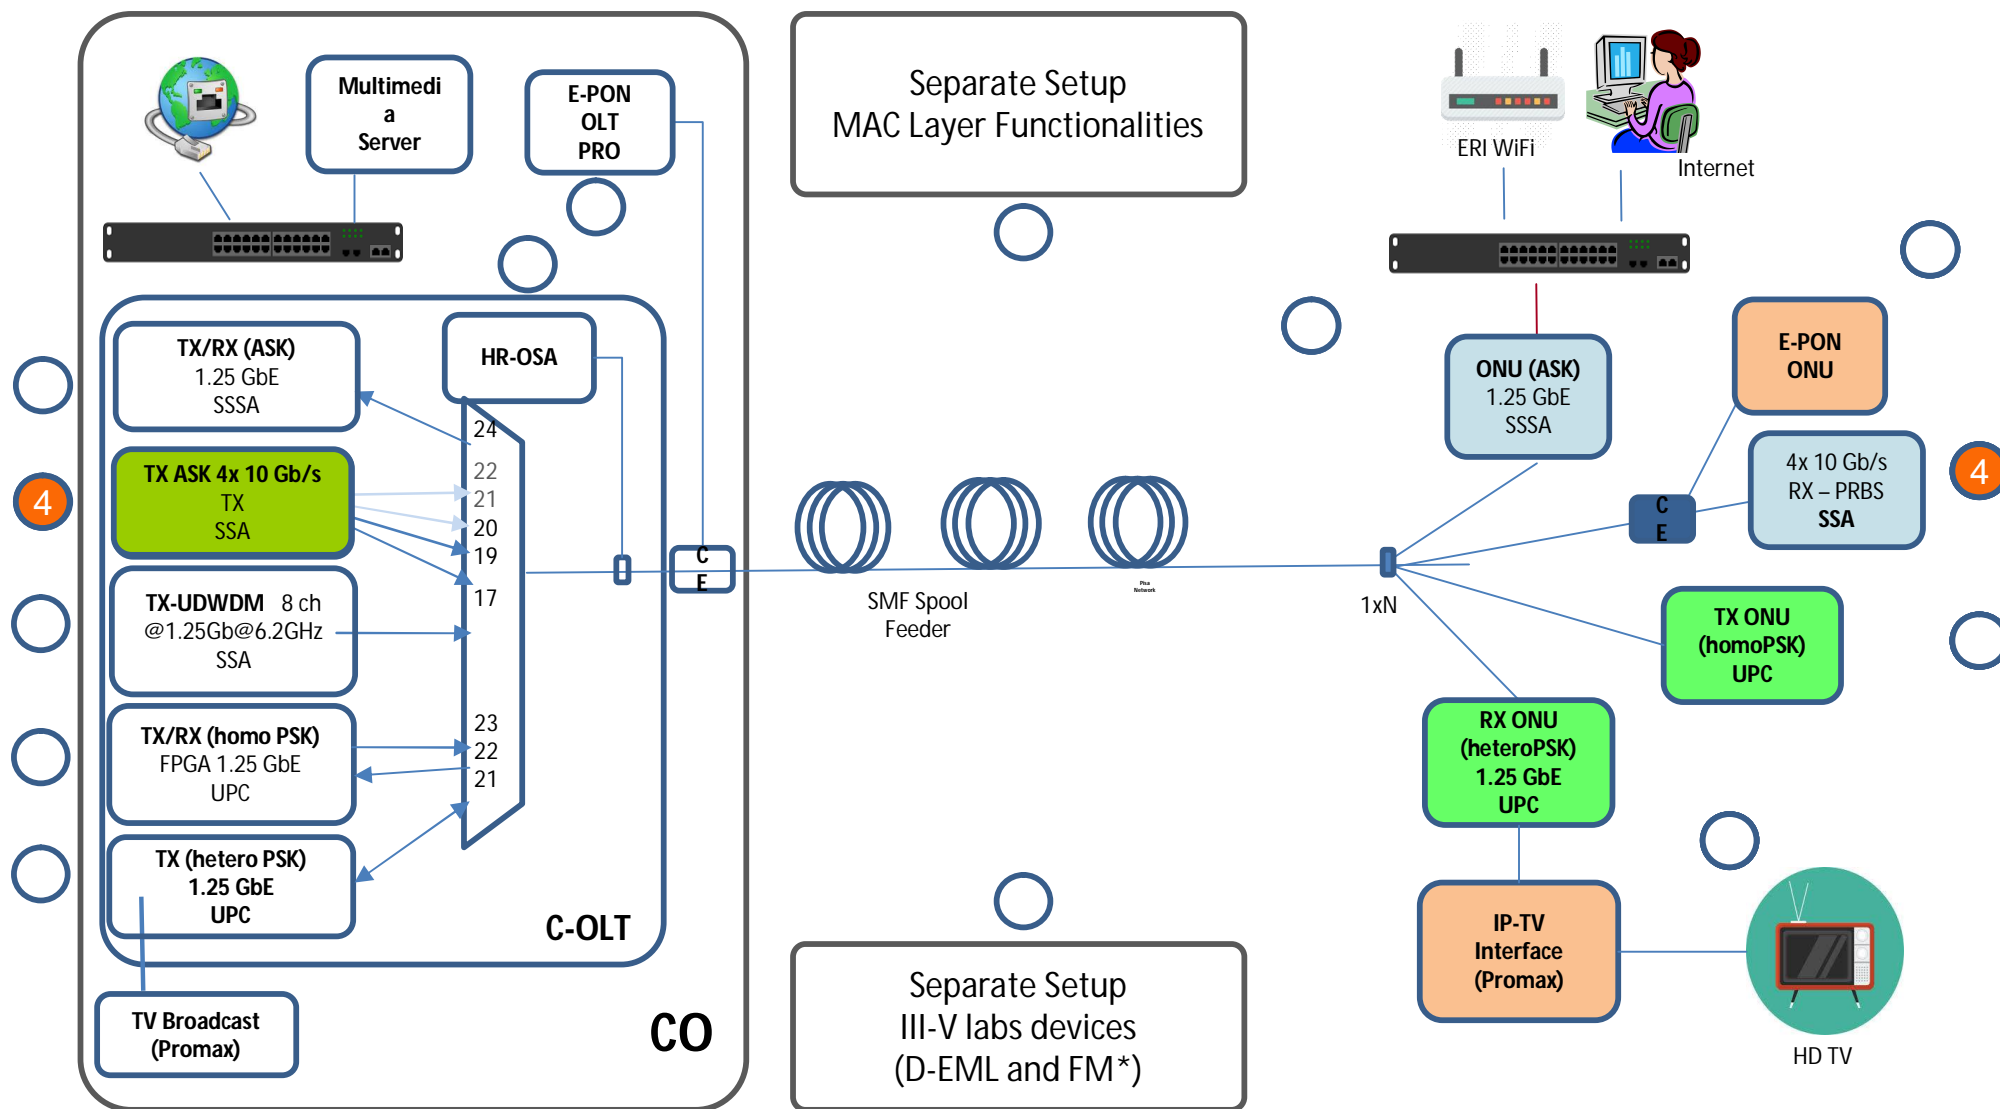 Multimedi
a
Server
E-PON
OLT
PRO
Separate Setup
MAC Layer Functionalities
ERI WiFi
Internet
TX/RX (ASK)
1.25 GbE
SSSA
HR-OSA
ONU (ASK)
1.25 GbE
SSSA
E-PON
ONU
24
22
21
20
19
17
23
22
21
4
TX ASK 4x 10 Gb/s
TX
SSA
4x 10 Gb/s
RX – PRBS
SSA
4
C
E
C
E
TX-UDWDM 8 ch
@1.25Gb@6.2GHz
SSA
SMF Spool
Feeder
Pisa
Network
1xN
TX ONU
(homoPSK)
UPC
TX/RX (homo PSK)
FPGA 1.25 GbE
UPC
RX ONU
(heteroPSK)
1.25 GbE
UPC
TX (hetero PSK)
1.25 GbE
UPC
C-OLT
IP-TV
Interface
(Promax)
TV Broadcast
(Promax)
CO
Separate Setup
III-V labs devices
(D-EML and FM*)
HD TV